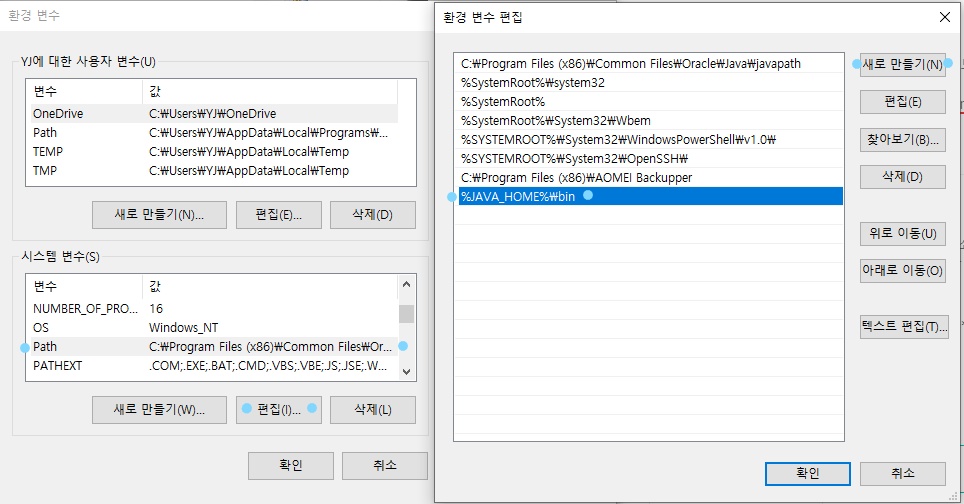 환경 변수
YJ에 대한 사용자 변수(U)
변수 값
OneDrive C:₩Users₩YJ₩OneDrive
Path C:₩Users₩YJ₩AppData₩Local₩Programs₩...
TEMP C:₩Users₩YJ₩AppData₩Local₩Temp
TMP C:₩Users₩YJ₩AppData₩Local₩Temp
새로 만들기(N)... 편집(E)... 삭제(D)
시스템 변수(S)
변수 값
NUMBER_OF_PRO... 16
OS Windows_NT
Path C:₩Program Files (x86)₩Common Files₩Or...
PATHEXT .COM;.EXE;.BAT;.CMD;.VBS;.VBE;.JS;.JSE;.W...
새로 만들기(W)... 편집(I)... 삭제(L)
확인 취소
환경 변수 편집
C:₩Program Files (x86)₩Common Files₩Oracle₩Java₩javapath
%SystemRoot%₩system32
%SystemRoot%
%SystemRoot%₩System32₩Wbem
%SYSTEMROOT%₩System32₩WindowsPowerShell₩v1.0₩
%SYSTEMROOT%₩System32₩OpenSSH₩
C:₩Program Files (x86)₩AOMEI Backupper
%JAVA_HOME%₩bin
새로 만들기(N)
편집(E)
찾아보기(B)...
삭제(D)
위로 이동(U)
아래로 이동(O)
텍스트 편집(T)...
확인 취소